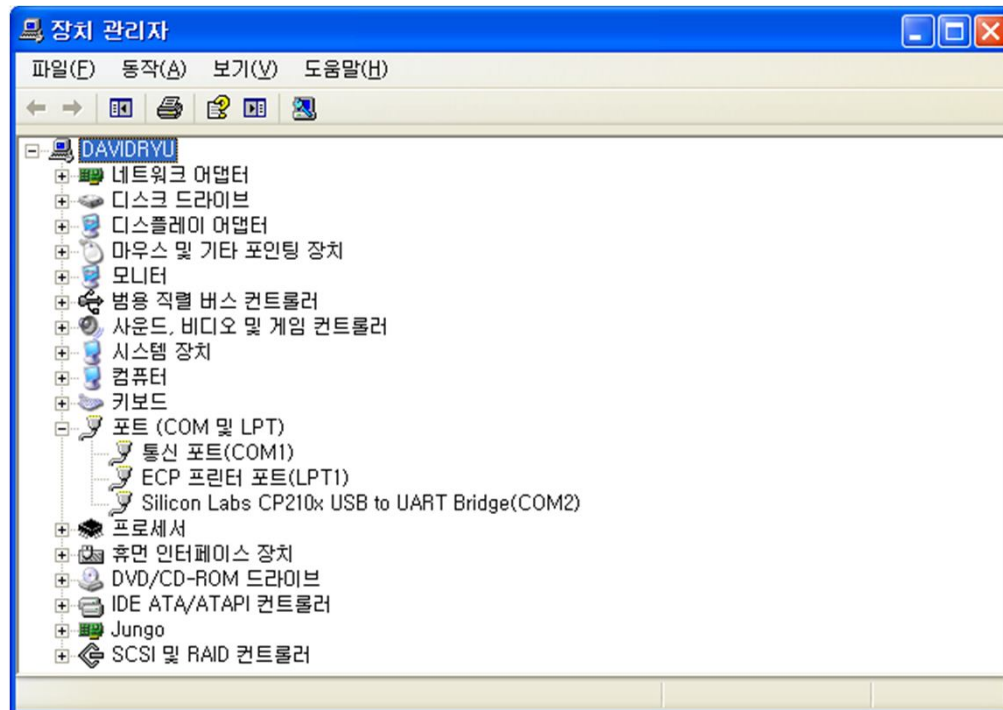 장치 관리자
파일(F) 동작(A) 보기(V) 도움말(H)
DAVIDRYU
네트워크 어댑터
디스크 드라이브
디스플레이 어댑터
마우스 및 기타 포인팅 장치
모니터
범용 직렬 버스 컨트롤러
사운드, 비디오 및 게임 컨트롤러
시스템 장치
컴퓨터
키보드
포트 (COM 및 LPT)
통신 포트(COM1)
ECP 프린터 포트(LPT1)
Silicon Labs CP210x USB to UART Bridge(COM2)
프로세서
휴먼 인터페이스 장치
DVD/CD-ROM 드라이브
IDE ATA/ATAPI 컨트롤러
Jungo
SCSI 및 RAID 컨트롤러